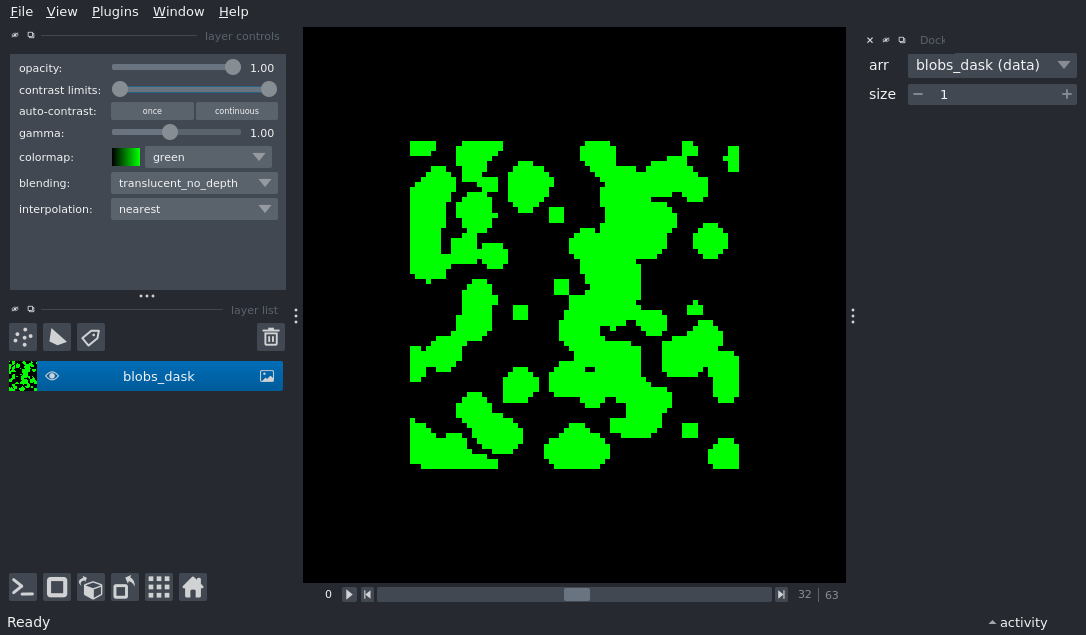 File View Plugins Window Help
layer controls
opacity: 1.00
contrast limits:
auto-contrast: once continuous
gamma: 1.00
colormap: green
blending: translucent_no_depth
interpolation: nearest
layer list
blobs_dask
0 32 63
Ready
Dock
arr blobs_dask (data)
size 1
activity